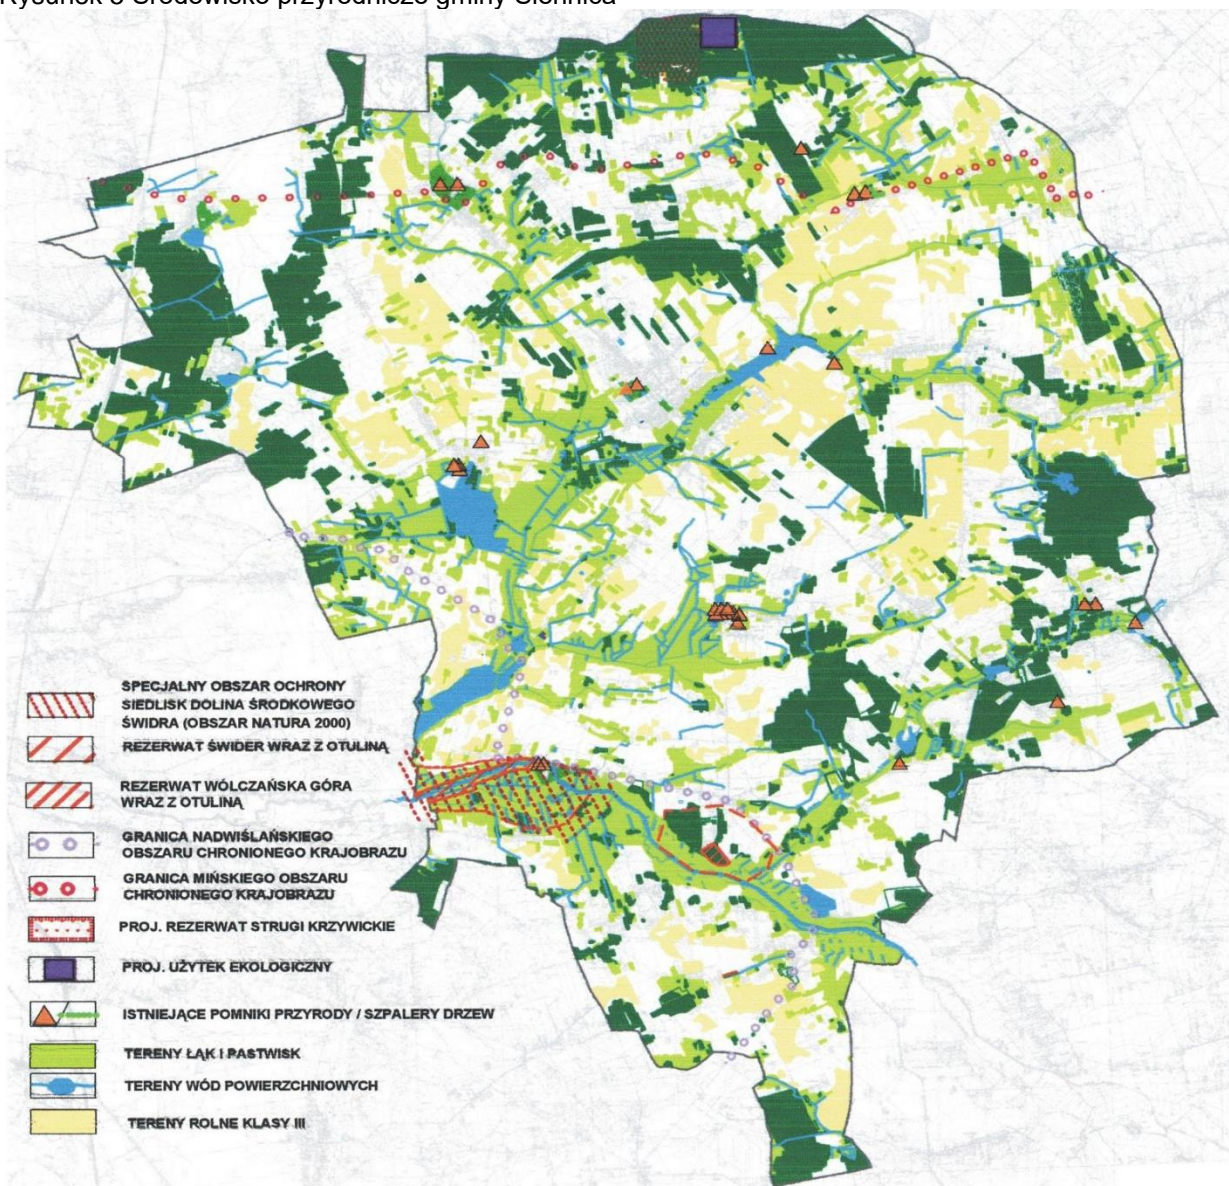 Rysunek 3 Środowisko przyrodnicze gminy Siennica
SPECJALNY OBSZAR OCHRONY
SIEDLISK DOLINA ŚRODKOWEGO
ŚWIDRA (OBSZAR NATURA 2000)
REZERWAT ŚWIDER WRAZ Z OTULINĄ
REZERWAT WÓLCZAŃSKA GÓRA
WRAZ Z OTULINĄ
GRANICA NADWIŚLAŃSKIEGO
OBSZARU CHRONIONEGO KRAJOBRAZU
GRANICA MIŃSKIEGO OBSZARU
CHRONIONEGO KRAJOBRAZU
PROJ. REZERWAT STRUGI KRZYWICKIE
PROJ. UŻYTEK EKOLOGICZNY
ISTNIEJĄCE POMNIKI PRZYRODY / SZPALERY DRZEW
TERENY ŁĄK I PASTWISK
TERENY WÓD POWIERZCHNIOWYCH
TERENY ROLNE KLASY III